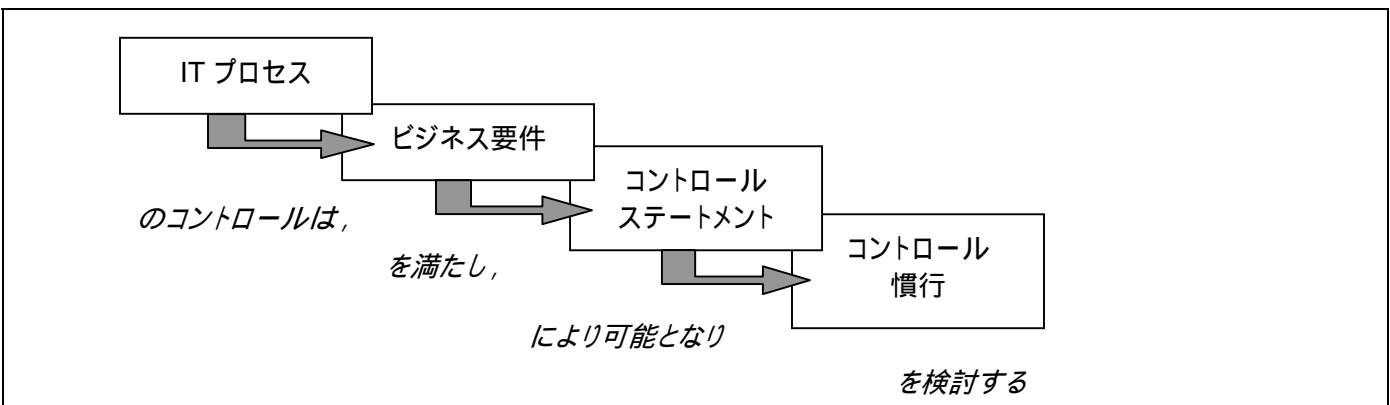 IT プロセス
ビジネス要件
コントロール
ステートメント
のコントロールは,
コントロール
慣行
を満たし,
により可能となり
を検討する